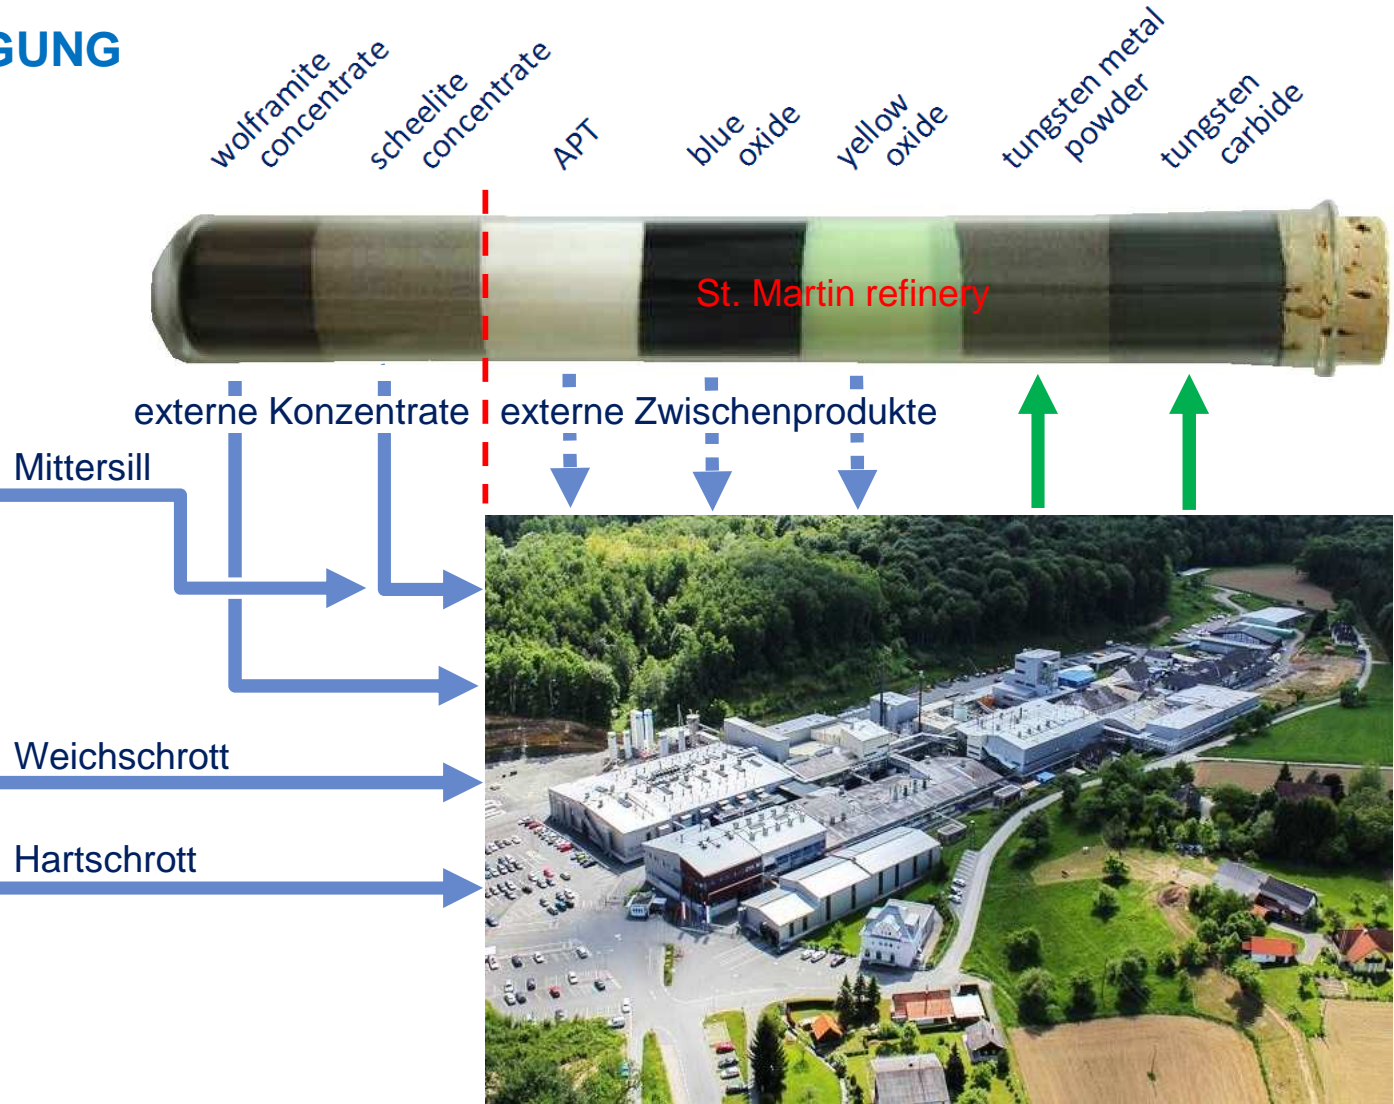 GUNG
wolframite
concentrate
scheelite
concentrate
APT
blue
oxide
yellow
oxide
tungsten metal
powder
tungsten
carbide
St. Martin refinery
externe Konzentrate
externe Zwischenprodukte
Mittersill
Weichschrott
Hartschrott